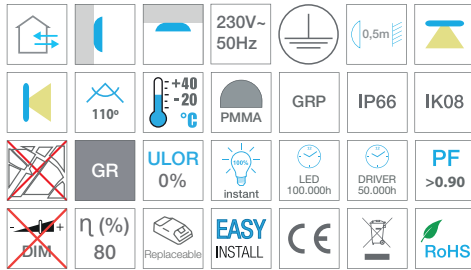 230V~
50Hz
0,5m
110º
+40
-20
°C
PMMA
GRP
IP66
IK08
GR
ULOR
0%
100%
instant
LED
100.000h
DRIVER
50.000h
PF
>0.90
- +
DIM
η (%)
80
Replaceable
EASY
INSTALL
CE
RoHS